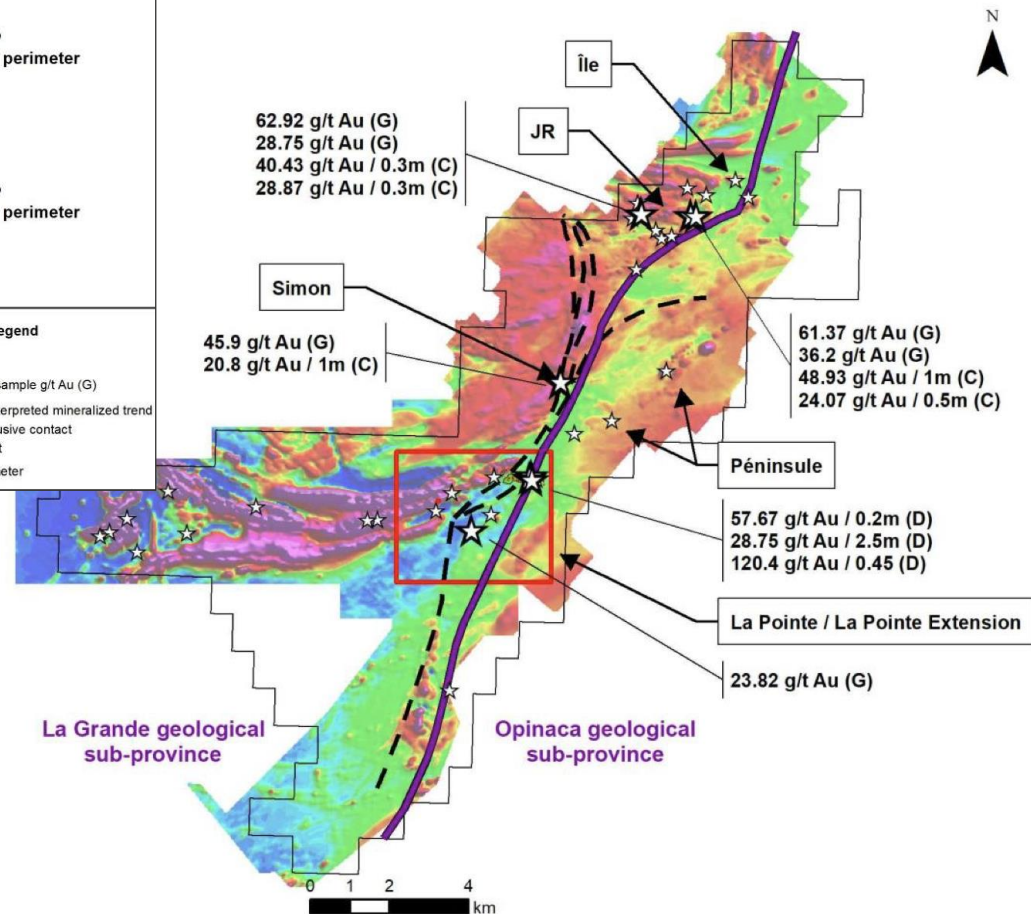 perimeter
perimeter
egend
sample g/t Au (G)
erpreted mineralized trend
usive contact
t
eter
N
Île
JR
62.92 g/t Au (G)
28.75 g/t Au (G)
40.43 g/t Au / 0.3m (C)
28.87 g/t Au / 0.3m (C)
Simon
45.9 g/t Au (G)
20.8 g/t Au / 1m (C)
61.37 g/t Au (G)
36.2 g/t Au (G)
48.93 g/t Au / 1m (C)
24.07 g/t Au / 0.5m (C)
Péninsule
57.67 g/t Au / 0.2m (D)
28.75 g/t Au / 2.5m (D)
120.4 g/t Au / 0.45 (D)
La Pointe / La Pointe Extension
23.82 g/t Au (G)
La Grande geological
sub-province
Opinaca geological
sub-province
0 1 2 4
km